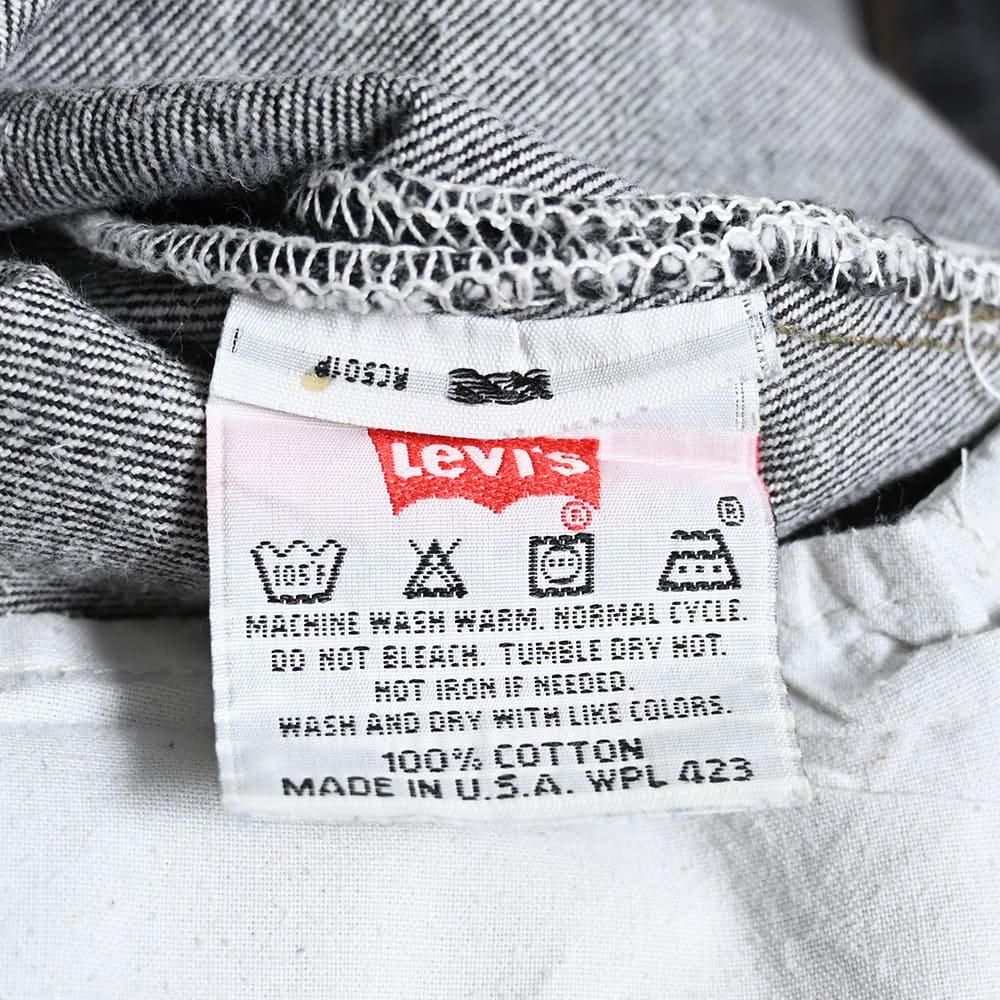 RC501P
Levi's
®
®
105°F
MACHINE WASH WARM. NORMAL CYCLE.
DO NOT BLEACH. TUMBLE DRY HOT.
HOT IRON IF NEEDED.
WASH AND DRY WITH LIKE COLORS.
100% COTTON
MADE IN U.S.A. WPL 423